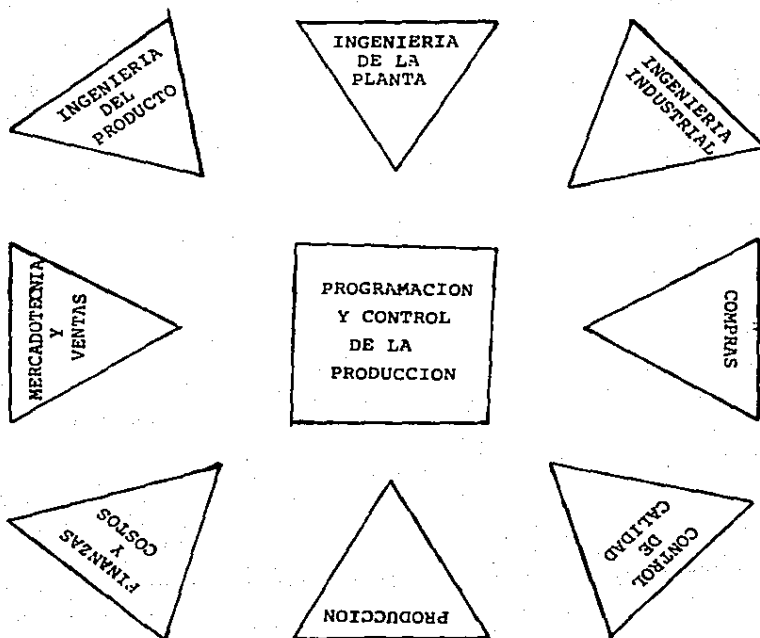 INGENIERIA
DEL
PRODUCTO
INGENIERIA
DE LA
PLANTA
INGENIERIA
INDUSTRIAL
MERCADOTECNIA
Y
VENTAS
PROGRAMACION
Y CONTROL
DE LA
PRODUCCION
COMPRAS
FINANZAS
Y
COSTOS
PRODUCCION
CONTROL
DE
CALIDAD